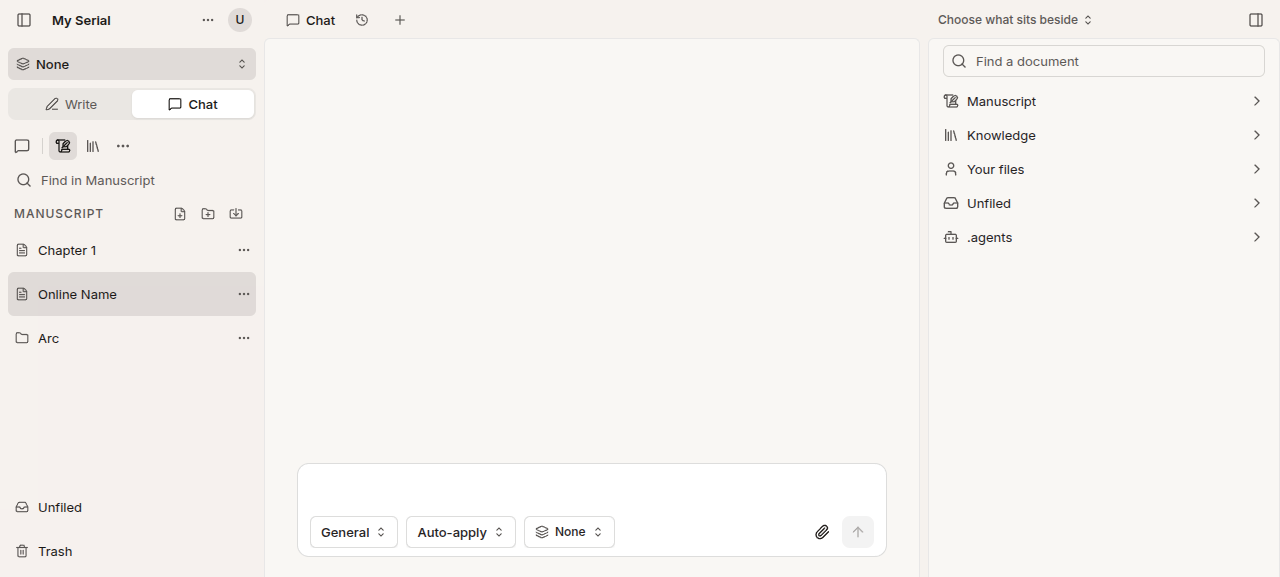 My Serial
U
None
Write
Chat
Find in Manuscript
MANUSCRIPT
Chapter 1
Online Name
Arc
Unfiled
Trash
Chat
General
Auto-apply
None
Choose what sits beside
Find a document
Manuscript
Knowledge
Your files
Unfiled
.agents